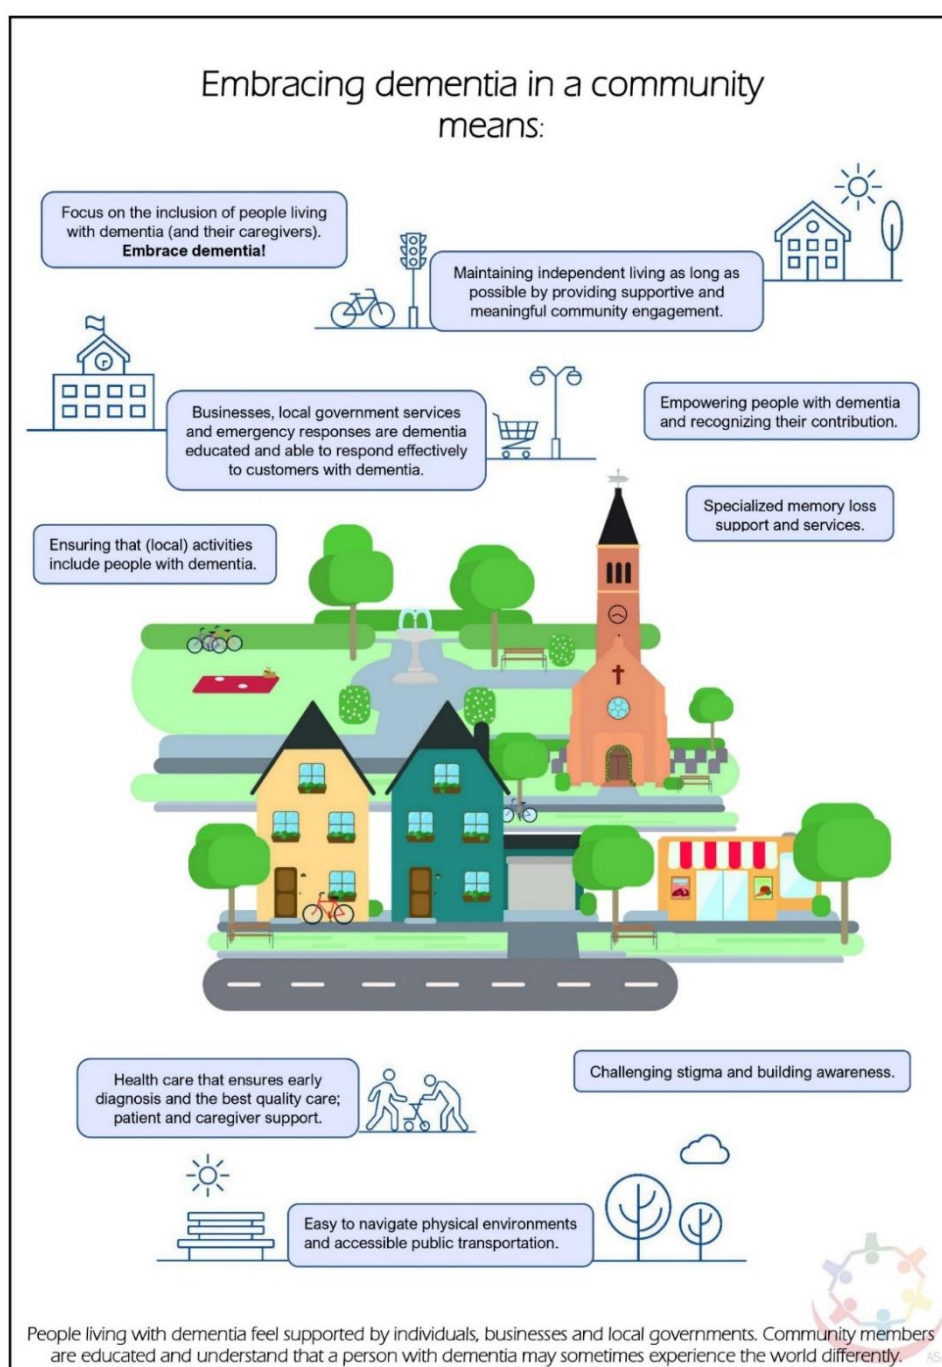 Embracing dementia in a community
means:
Focus on the inclusion of people living
with dementia (and their caregivers).
Embrace dementia!
Maintaining independent living as long as
possible by providing supportive and
meaningful community engagement.
Businesses, local government services
and emergency responses are dementia
educated and able to respond effectively
to customers with dementia.
Empowering people with dementia
and recognizing their contribution.
Specialized memory loss
support and services.
Ensuring that (local) activities
include people with dementia.
Health care that ensures early
diagnosis and the best quality care;
patient and caregiver support.
Challenging stigma and building awareness.
Easy to navigate physical environments
and accessible public transportation.
People living with dementia feel supported by individuals, businesses and local governments. Community members
are educated and understand that a person with dementia may sometimes experience the world differently.